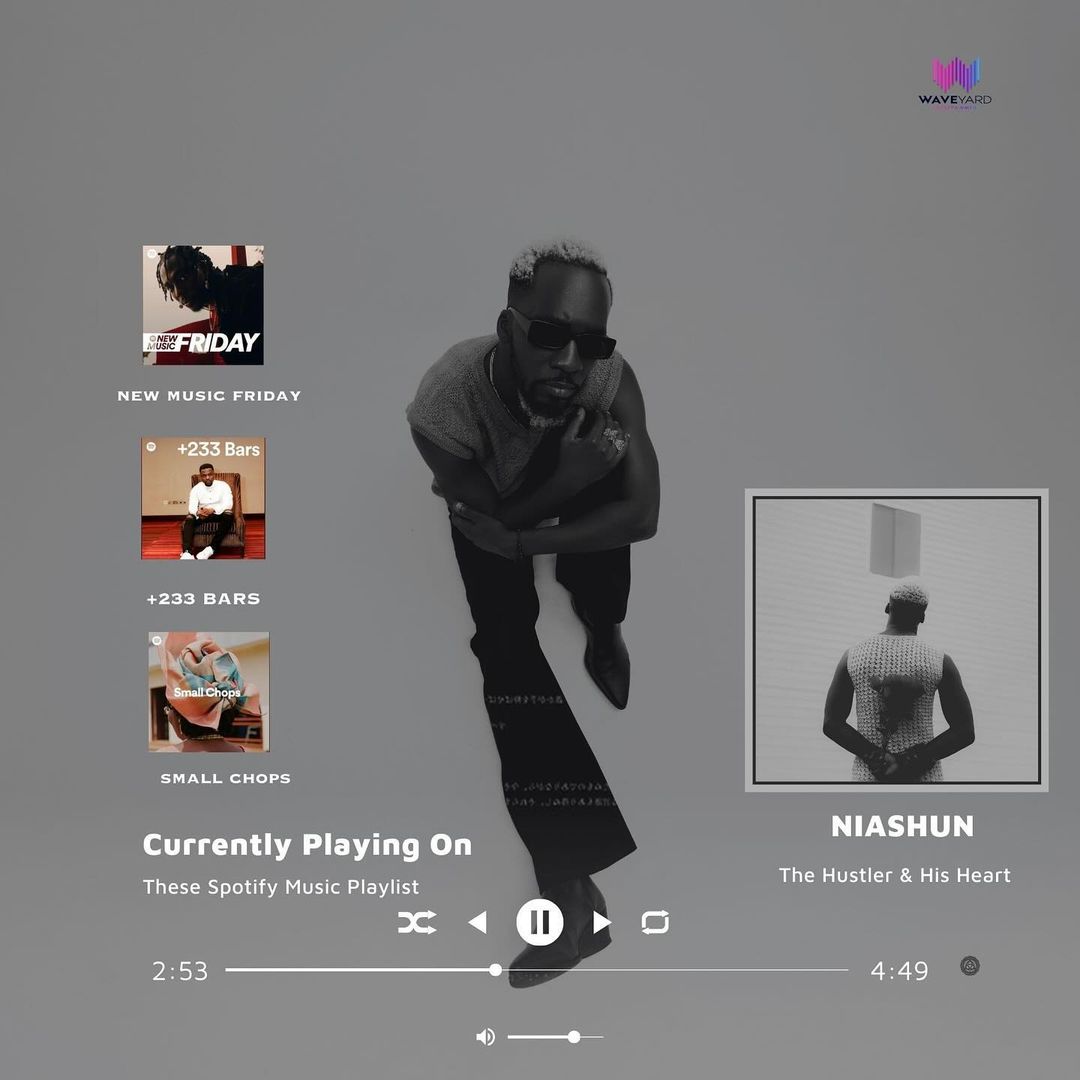 WAVEYARD
NEW
MUSIC FRIDAY
NEW MUSIC FRIDAY
+233 Bars
+233 BARS
Small Chops
SMALL CHOPS
Currently Playing On
These Spotify Music Playlist
NIASHUN
The Hustler & His Heart
2:53
4:49